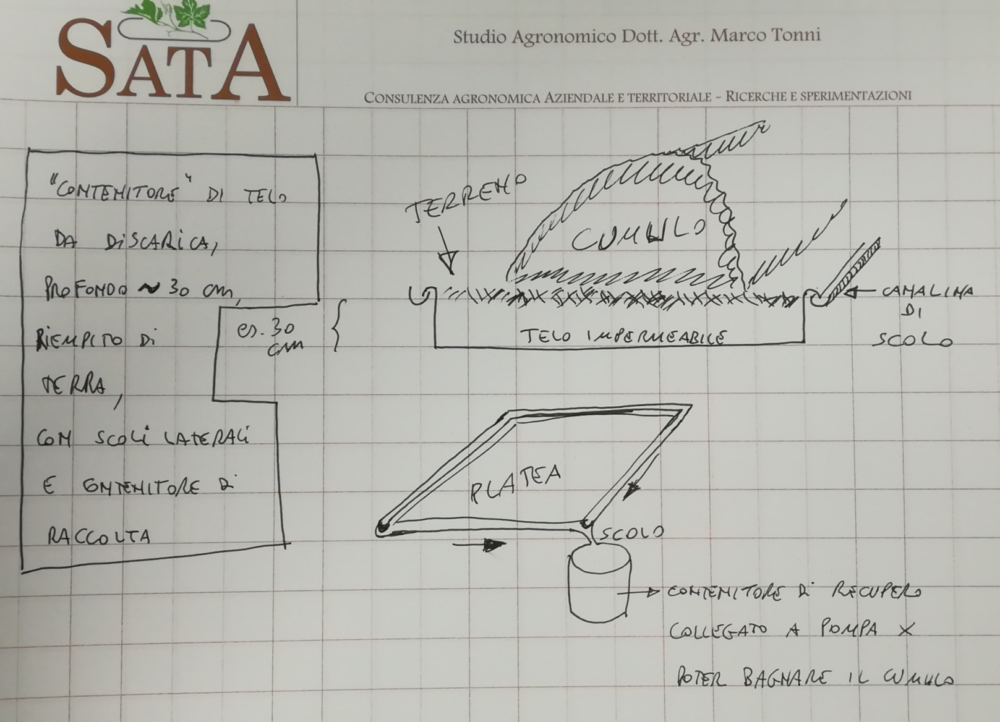 SATA
Studio Agronomico Dott. Agr. Marco Tonni
CONSULENZA AGRONOMICA AZIENDALE E TERRITORIALE - RICERCHE E SPERIMENTAZIONI
"CONTENITORE" DI TELO
DA DISCARICA,
PROFONDO ~ 30 cm,
RIEMPITO DI
TERRA,
CON SCOLI LATERALI
E CONTENITORE DI
RACCOLTA
es. 30
cm
TERRENO
CUMULO
TELO IMPERMEABILE
CANALINA
DI
SCOLO
PLATEA
SCOLO
CONTENITORE DI RECUPERO
COLLEGATO A POMPA X
POTER BAGNARE IL CUMULO